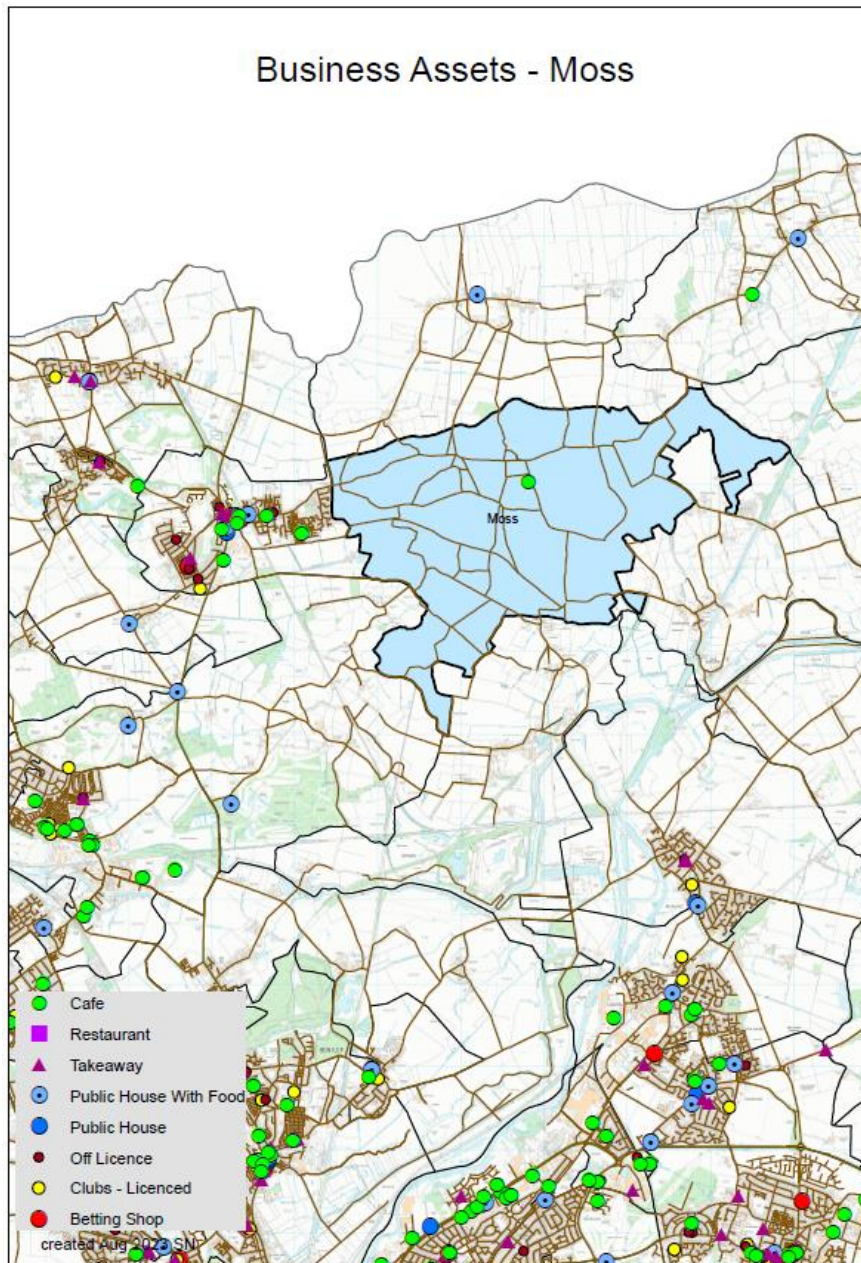 Business Assets - Moss
Moss
Cafe
Restaurant
Takeaway
Public House With Food
Public House
Off Licence
Clubs - Licenced
Betting Shop
created Aug 2023 SN